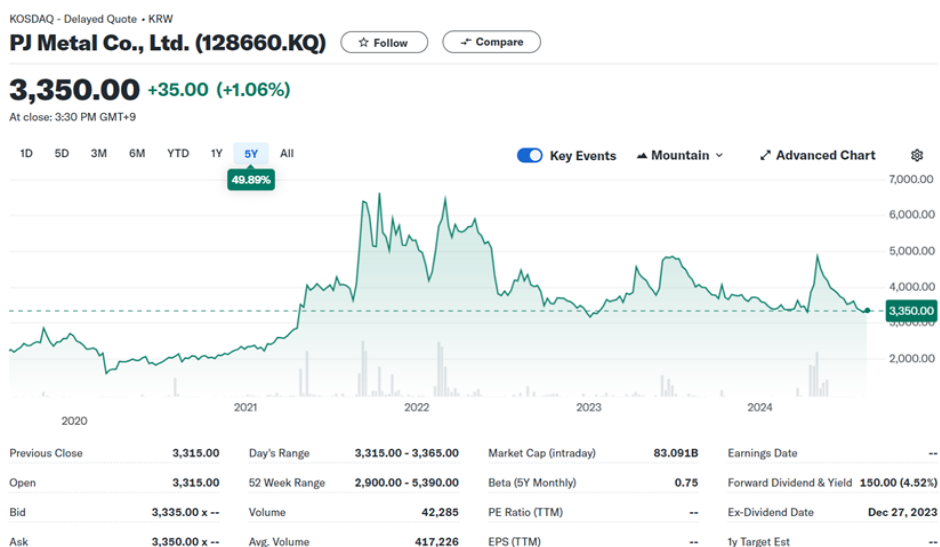 KOSDAQ - Delayed Quote • KRW
PJ Metal Co., Ltd. (128660.KQ) Follow Compare
3,350.00 +35.00 (+1.06%)
At close: 3:30 PM GMT+9
1D 5D 3M 6M YTD 1Y 5Y All Key Events Mountain Advanced Chart
49.89%
7,000.00
6,000.00
5,000.00
4,000.00
3,350.00
3,000.00
2,000.00
2020 2021 2022 2023 2024
Previous Close 3,315.00 Day's Range 3,315.00 - 3,365.00 Market Cap (intraday) 83.091B Earnings Date --
Open 3,315.00 52 Week Range 2,900.00 - 5,390.00 Beta (5Y Monthly) 0.75 Forward Dividend & Yield 150.00 (4.52%)
Bid 3,335.00 x -- Volume 42,285 PE Ratio (TTM) -- Ex-Dividend Date Dec 27, 2023
Ask 3,350.00 x -- Avg. Volume 417,226 EPS (TTM) -- 1y Target Est --